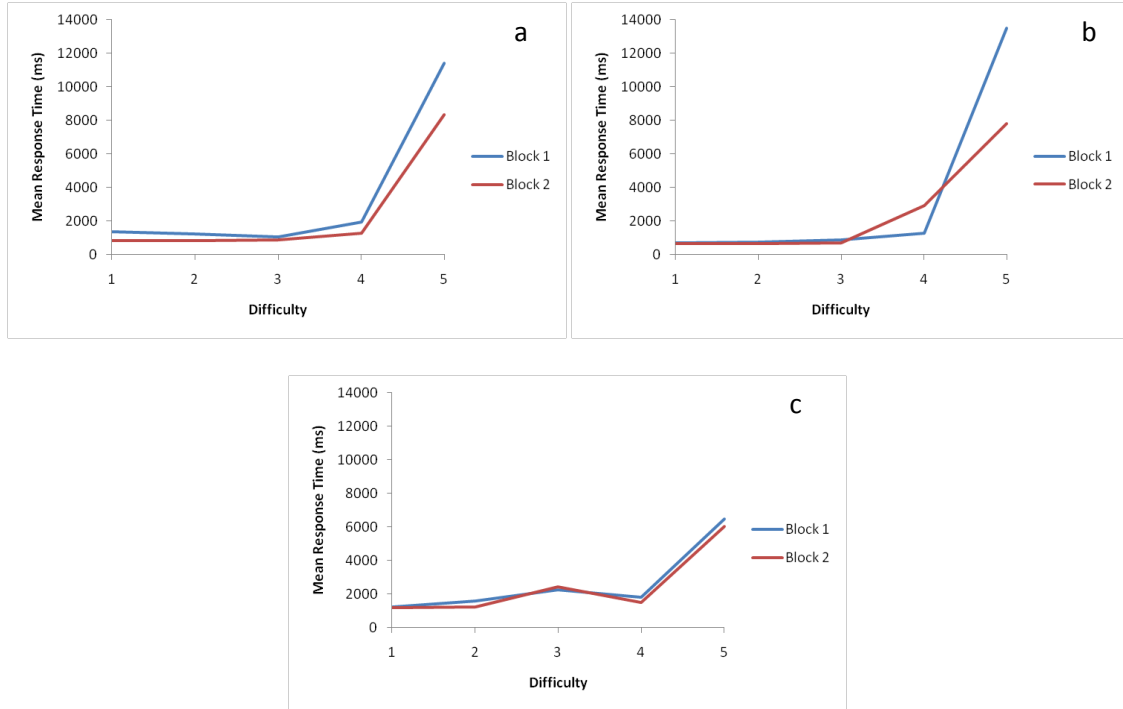 a
14000
12000
10000
8000
6000
4000
2000
0
Mean Response Time (ms)
1 2 3 4 5
Difficulty
Block 1
Block 2
b
14000
12000
10000
8000
6000
4000
2000
0
Mean Response Time (ms)
1 2 3 4 5
Difficulty
Block 1
Block 2
c
14000
12000
10000
8000
6000
4000
2000
0
Mean Response Time (ms)
1 2 3 4 5
Difficulty
Block 1
Block 2